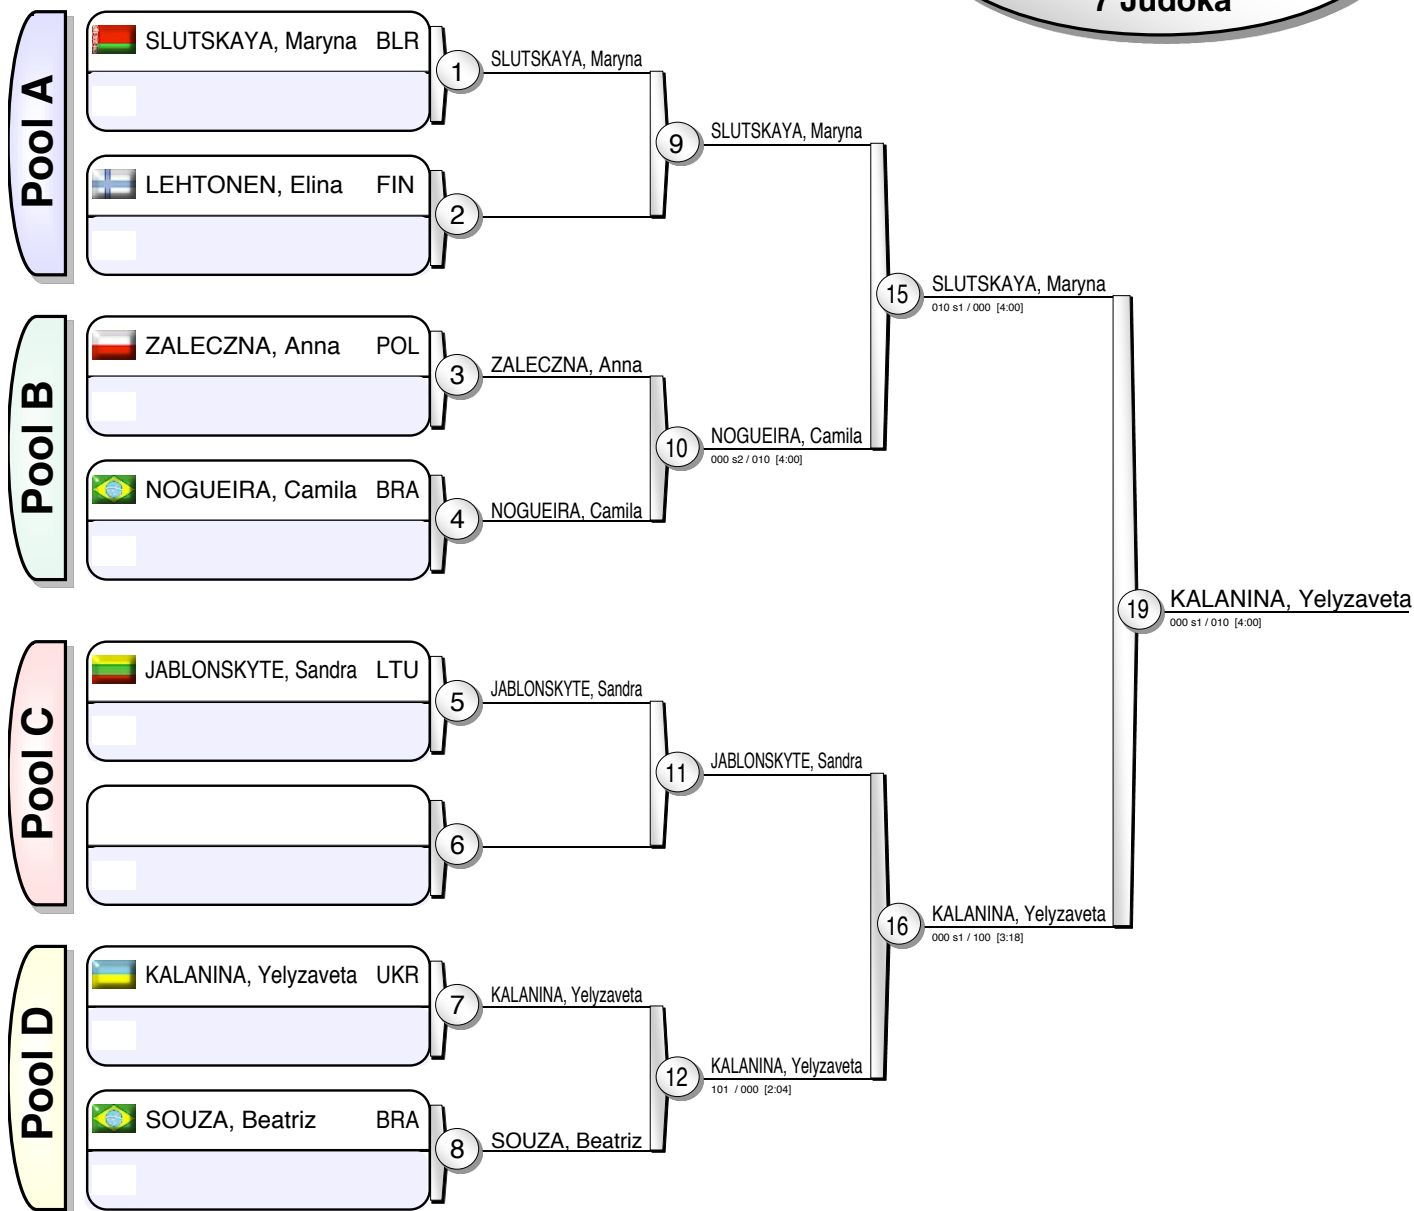 7 Judoka
Pool A
SLUTSKAYA, Maryna BLR
1
SLUTSKAYA, Maryna
LEHTONEN, Elina FIN
2
9
SLUTSKAYA, Maryna
Pool B
ZALECZNA, Anna POL
3
ZALECZNA, Anna
NOGUEIRA, Camila BRA
4
NOGUEIRA, Camila
10
NOGUEIRA, Camila
000 s2 / 010 [4:00]
15
SLUTSKAYA, Maryna
010 s1 / 000 [4:00]
Pool C
JABLONSKYTE, Sandra LTU
5
JABLONSKYTE, Sandra
6
11
JABLONSKYTE, Sandra
Pool D
KALANINA, Yelyzaveta UKR
7
KALANINA, Yelyzaveta
SOUZA, Beatriz BRA
8
SOUZA, Beatriz
12
KALANINA, Yelyzaveta
101 / 000 [2:04]
16
KALANINA, Yelyzaveta
000 s1 / 100 [3:18]
19
KALANINA, Yelyzaveta
000 s1 / 010 [4:00]